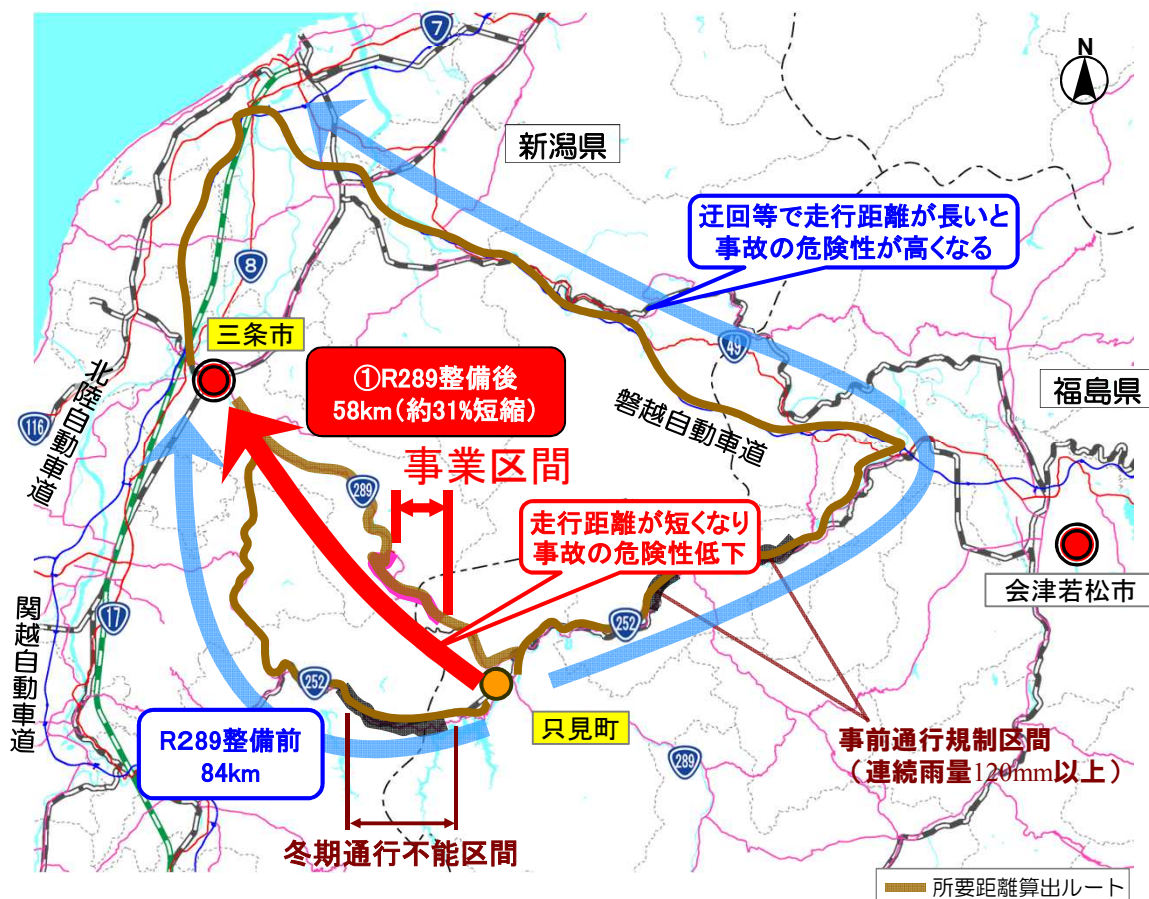 7
N
新潟県
迂回等で走行距離が長いと
事故の危険性が高くなる
8
三条市
49
①R289整備後
58km(約31%短縮)
福島県
北陸自動車道
116
磐越自動車道
事業区間
289
走行距離が短くなり
事故の危険性低下
会津若松市
関越自動車道
17
252
252
只見町
R289整備前
84km
事前通行規制区間
(連続雨量120mm以上)
289
冬期通行不能区間
所要距離算出ルート